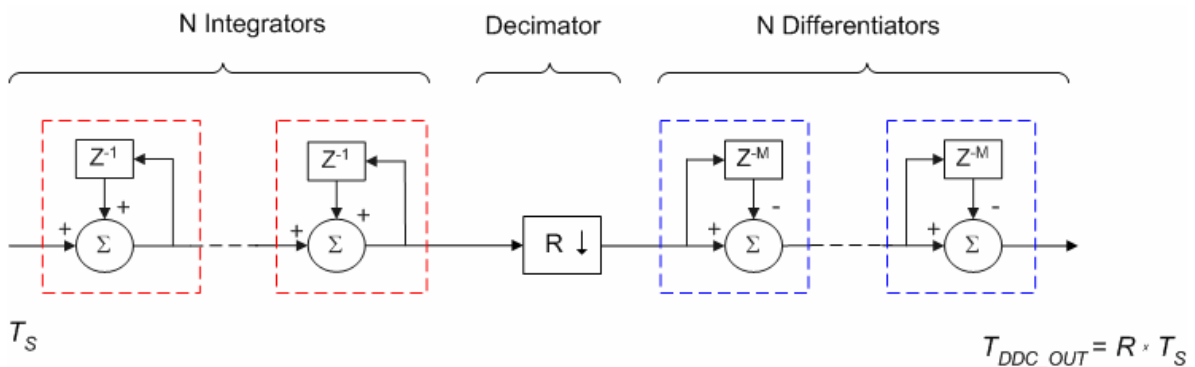 N Integrators
Decimator
N Differentiators
Z-1
Z-1
Z-M
Z-M
+
+
+
+
-
+
-
+
Σ
Σ
R ↓
Σ
Σ
TS
TDDC_OUT = R × TS